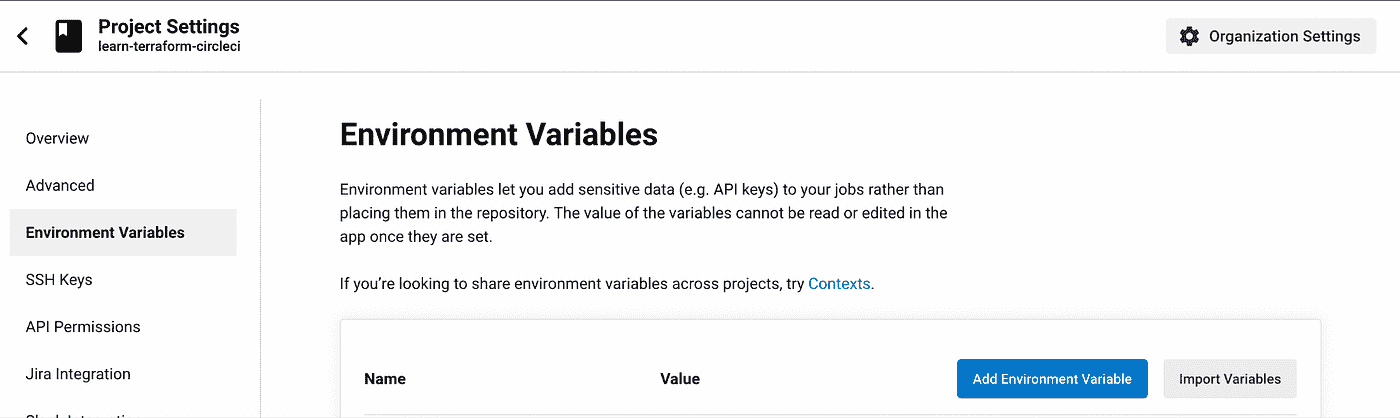 Project Settings
learn-terraform-circleci
Organization Settings
Overview
Advanced
Environment Variables
SSH Keys
API Permissions
Jira Integration
Environment Variables
Environment variables let you add sensitive data (e.g. API keys) to your jobs rather than
placing them in the repository. The value of the variables cannot be read or edited in the
app once they are set.
If you’re looking to share environment variables across projects, try Contexts.
Name Value Add Environment Variable Import Variables